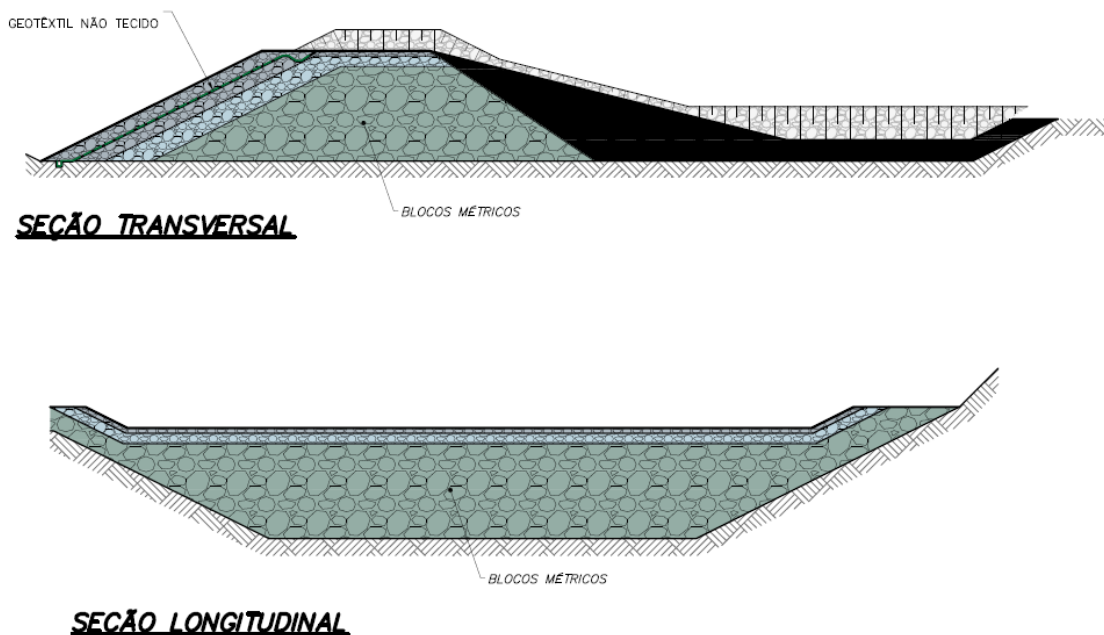 GEOTÊXTIL NÃO TECIDO
BLOCOS MÉTRICOS
SEÇÃO TRANSVERSAL
BLOCOS MÉTRICOS
SEÇÃO LONGITUDINAL